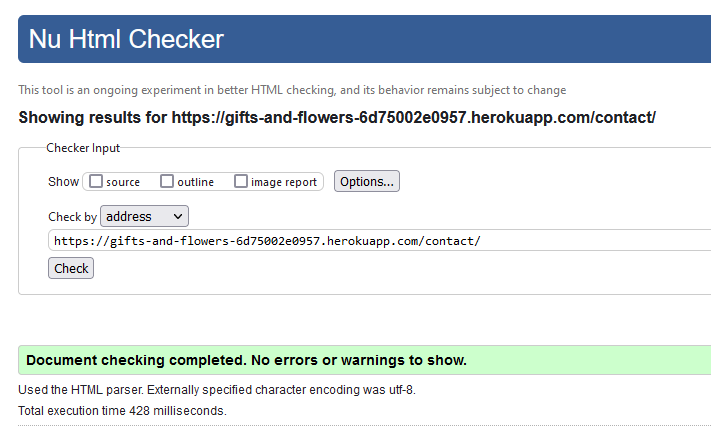 Nu Html Checker
This tool is an ongoing experiment in better HTML checking, and its behavior remains subject to change
Showing results for https://gifts-and-flowers-6d75002e0957.herokuapp.com/contact/
Checker Input
Show source outline image report Options...
Check by address
https://gifts-and-flowers-6d75002e0957.herokuapp.com/contact/
Check
Document checking completed. No errors or warnings to show.
Used the HTML parser. Externally specified character encoding was utf-8.
Total execution time 428 milliseconds.